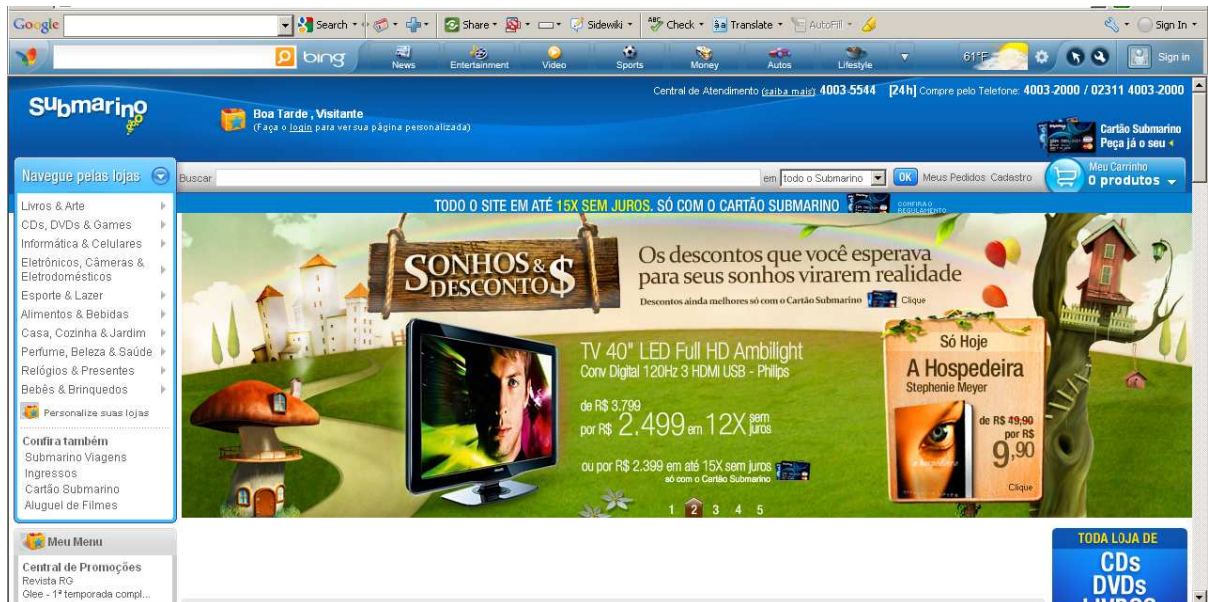 Google
Search
Share
Sidewiki
Check
Translate
AutoFill
Sign In
bing
News
Entertainment
Video
Sports
Money
Autos
Lifestyle
61°F
Sign in
Submarino
Boa Tarde , Visitante
(Faça o login para ver sua página personalizada)
Central de Atendimento (saiba mais): 4003-5544 [24h] Compre pelo Telefone: 4003-2000 / 02311 4003-2000
Cartão Submarino
Peça já o seu
Navegue pelas lojas
Buscar
em todo o Submarino OK Meus Pedidos Cadastro
Meu Carrinho
0 produtos
Livros & Arte
CDs, DVDs & Games
Informática & Celulares
Eletrônicos, Câmeras &
Eletrodomésticos
Esporte & Lazer
Alimentos & Bebidas
Casa, Cozinha & Jardim
Perfume, Beleza & Saúde
Relógios & Presentes
Bebês & Brinquedos
Personalize suas lojas
Confira também
Submarino Viagens
Ingressos
Cartão Submarino
Aluguel de Filmes
Meu Menu
Central de Promoções
Revista RG
Glee - 1ª temporada compl...
TODO O SITE EM ATÉ 15X SEM JUROS. SÓ COM O CARTÃO SUBMARINO
CONFIRA O
REGULAMENTO
SONHOS &
DESCONTO$
Os descontos que você esperava
para seus sonhos virarem realidade
Descontos ainda melhores só com o Cartão Submarino Clique
TV 40" LED Full HD Ambilight
Conv Digital 120Hz 3 HDMI USB - Philips
de R$ 3.799
por R$ 2.499 em 12X sem juros
ou por R$ 2.399 em até 15X sem juros
só com o Cartão Submarino
1 2 3 4 5
Só Hoje
A Hospedeira
Stephenie Meyer
de R$ 49,90
por R$
9,90
Clique
a hospedeira
TODA LOJA DE
CDs
DVDs
LIVROS